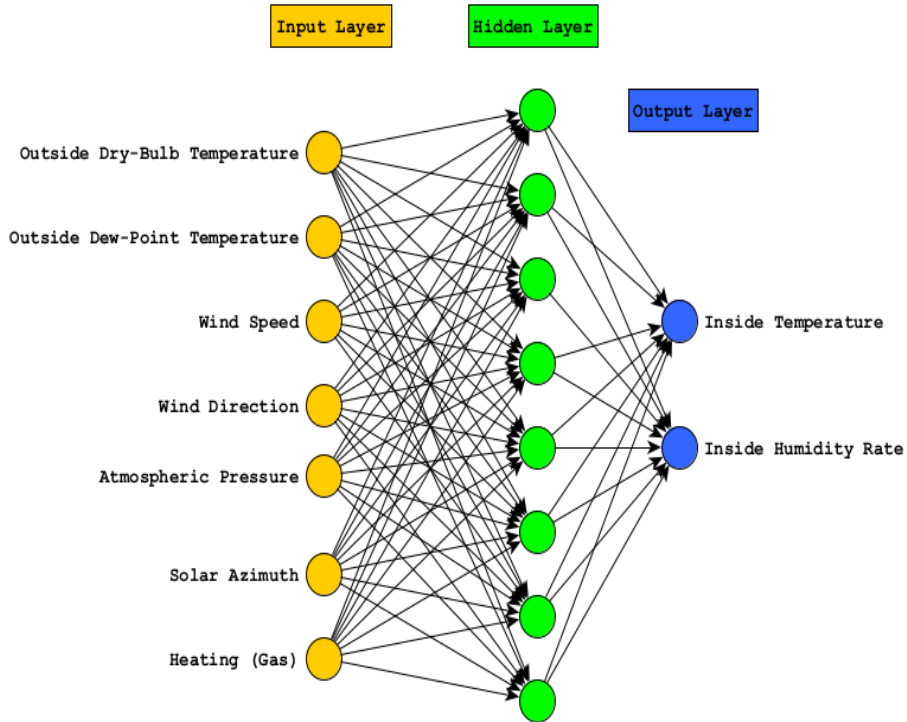 Input Layer
Hidden Layer
Output Layer
Outside Dry-Bulb Temperature
Outside Dew-Point Temperature
Wind Speed
Wind Direction
Atmospheric Pressure
Solar Azimuth
Heating (Gas)
Inside Temperature
Inside Humidity Rate